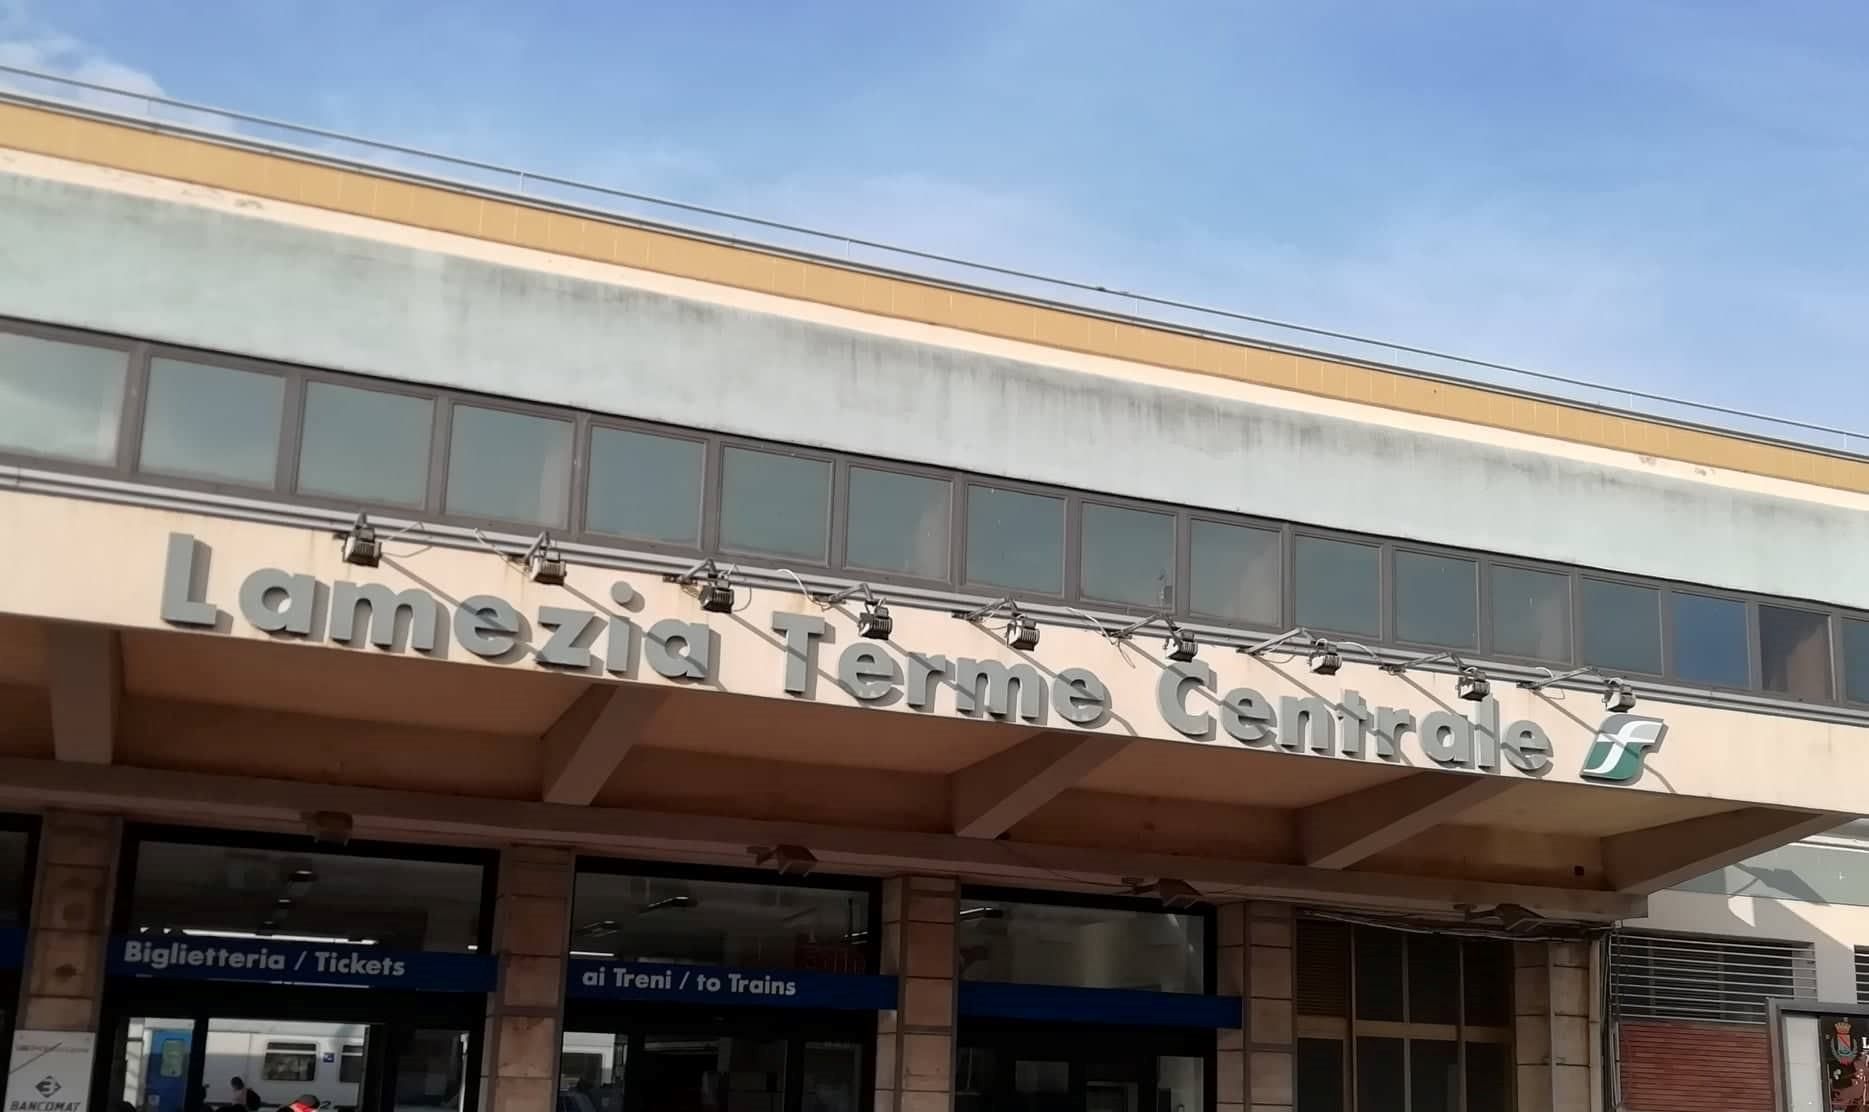 Lamezia Terme Centrale
Biglietteria / Tickets
ai Treni / to Trains
BANCOMAT